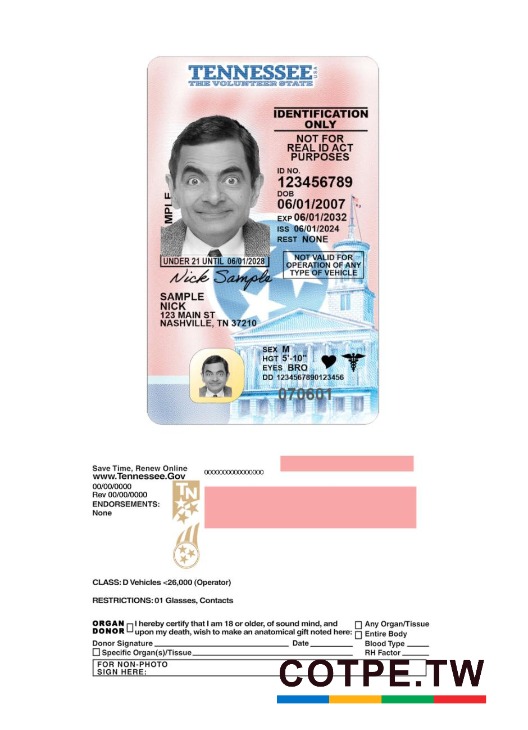 TENNESSEE USA
THE VOLUNTEER STATE
IDENTIFICATION
ONLY
NOT FOR
REAL ID ACT
PURPOSES
ID NO.
123456789
DOB
06/01/2007
EXP 06/01/2032
ISS 06/01/2024
REST NONE
MPLE
UNDER 21 UNTIL 06/01/2028
NOT VALID FOR
OPERATION OF ANY
TYPE OF VEHICLE
Nick Sample
SAMPLE
NICK
123 MAIN ST
NASHVILLE, TN 37210
SEX M
HGT 5'-10"
EYES BRO
DD 1234567890123456
070601
Save Time, Renew Online
www.Tennessee.Gov
00/00/0000
Rev 00/00/0000
ENDORSEMENTS:
None
TN
CLASS: D Vehicles <26,000 (Operator)
RESTRICTIONS: 01 Glasses, Contacts
ORGAN DONOR I hereby certify that I am 18 or older, of sound mind, and
upon my death, wish to make an anatomical gift noted here:
Any Organ/Tissue
Entire Body
Donor Signature Date Blood Type
Specific Organ(s)/Tissue RH Factor
FOR NON-PHOTO
SIGN HERE:
COTPE.TW